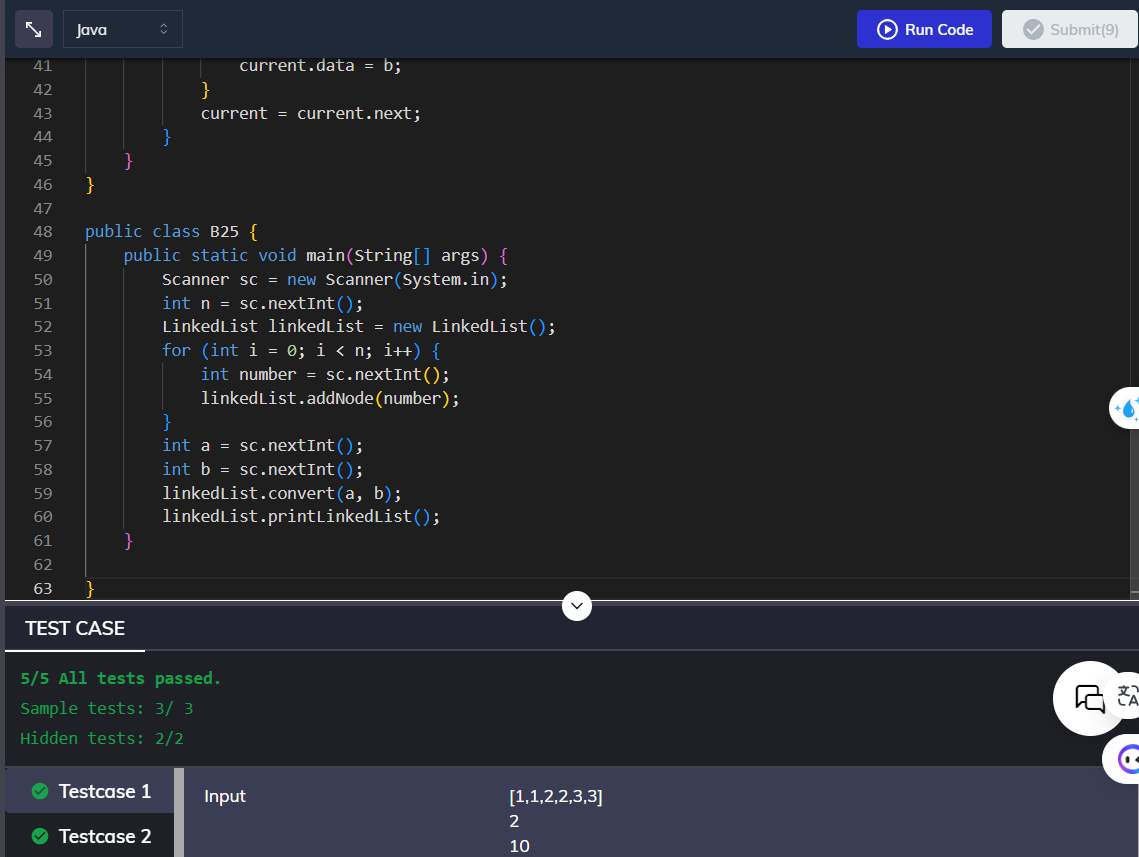 Java
Run Code
Submit(9)
41 current.data = b;
42 }
43 current = current.next;
44 }
45 }
46 }
47
48 public class B25 {
49 public static void main(String[] args) {
50 Scanner sc = new Scanner(System.in);
51 int n = sc.nextInt();
52 LinkedList linkedList = new LinkedList();
53 for (int i = 0; i < n; i++) {
54 int number = sc.nextInt();
55 linkedList.addNode(number);
56 }
57 int a = sc.nextInt();
58 int b = sc.nextInt();
59 linkedList.convert(a, b);
60 linkedList.printLinkedList();
61 }
62
63 }
TEST CASE
5/5 All tests passed.
Sample tests: 3/ 3
Hidden tests: 2/2
文A
Testcase 1
Testcase 2
Input
[1,1,2,2,3,3]
2
10